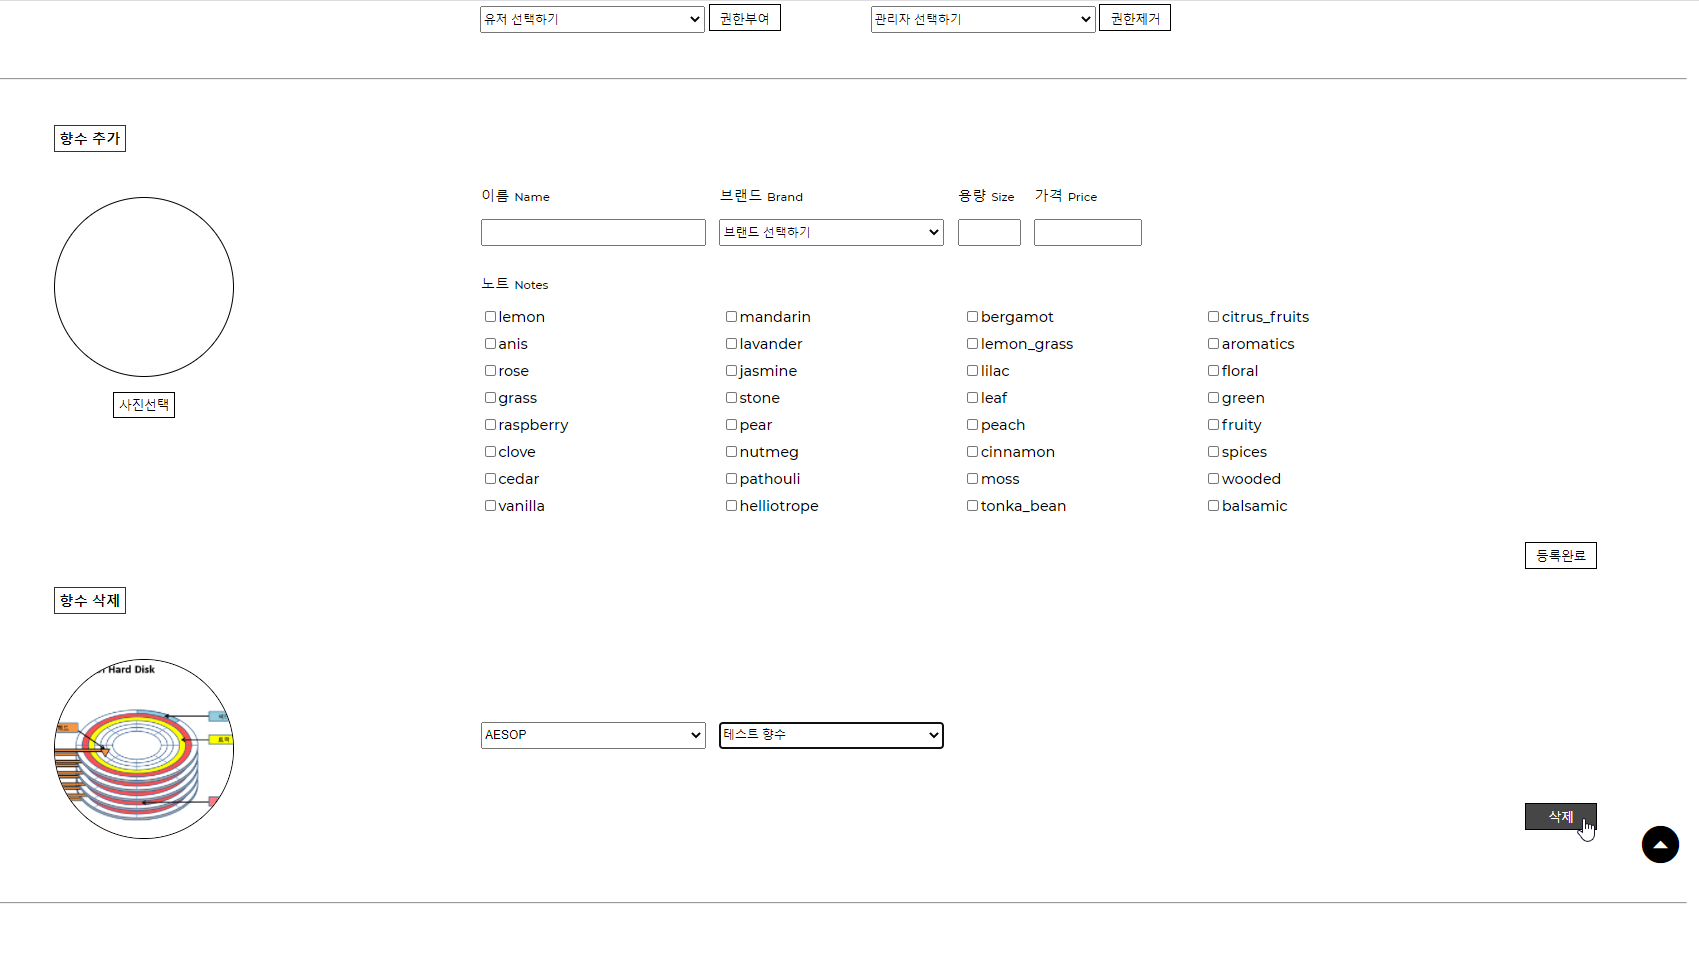 유저 선택하기 권한부여 관리자 선택하기 권한제거
향수 추가
이름 Name 브랜드 Brand 용량 Size 가격 Price
브랜드 선택하기
노트 Notes
lemon mandarin bergamot citrus_fruits
anis lavander lemon_grass aromatics
rose jasmine lilac floral
grass stone leaf green
사진선택
raspberry pear peach fruity
clove nutmeg cinnamon spices
cedar pathouli moss wooded
vanilla helliotrope tonka_bean balsamic
등록완료
향수 삭제
Hard Disk
AESOP 테스트 향수
삭제